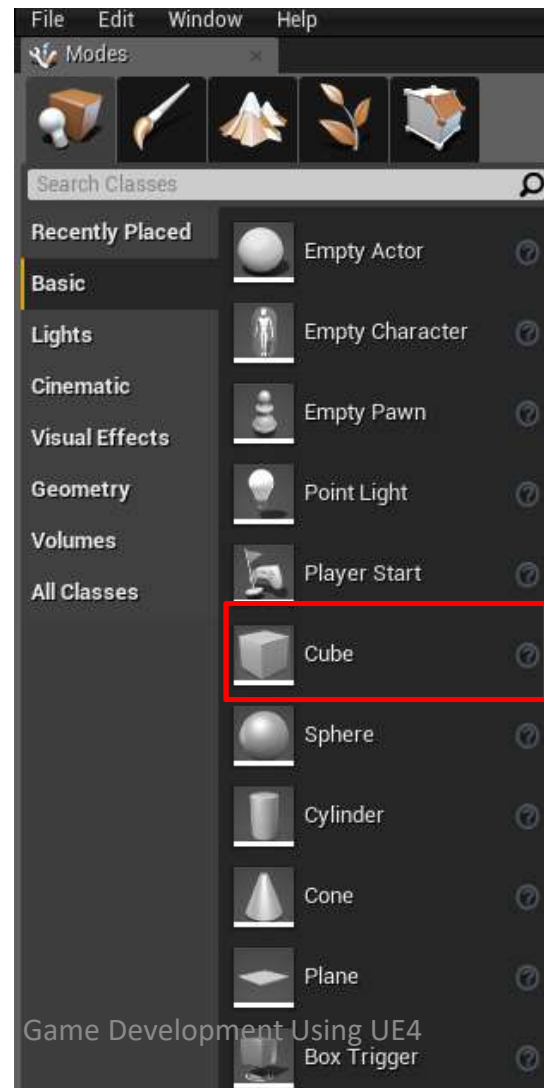 File Edit Window Help
Modes
Search Classes
Recently Placed
Basic
Lights
Cinematic
Visual Effects
Geometry
Volumes
All Classes
Empty Actor
Empty Character
Empty Pawn
Point Light
Player Start
Cube
Sphere
Cylinder
Cone
Plane
Box Trigger
Game Development Using UE4